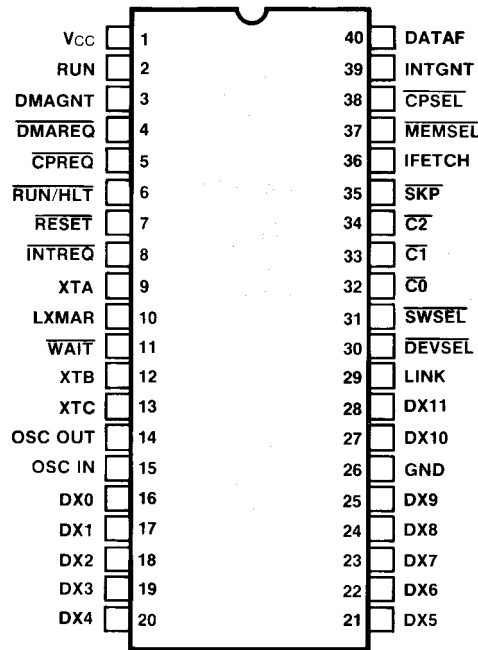 VCC 1 40 DATAF
RUN 2 39 INTGNT
DMAGNT 3 38 CPSEL
DMAREQ 4 37 MEMSEL
CPREQ 5 36 IFETCH
RUN/HLT 6 35 SKP
RESET 7 34 C2
INTREQ 8 33 C1
XTA 9 32 C0
LXMAR 10 31 SWSEL
WAIT 11 30 DEVSEL
XTB 12 29 LINK
XTC 13 28 DX11
OSC OUT 14 27 DX10
OSC IN 15 26 GND
DX0 16 25 DX9
DX1 17 24 DX8
DX2 18 23 DX7
DX3 19 22 DX6
DX4 20 21 DX5